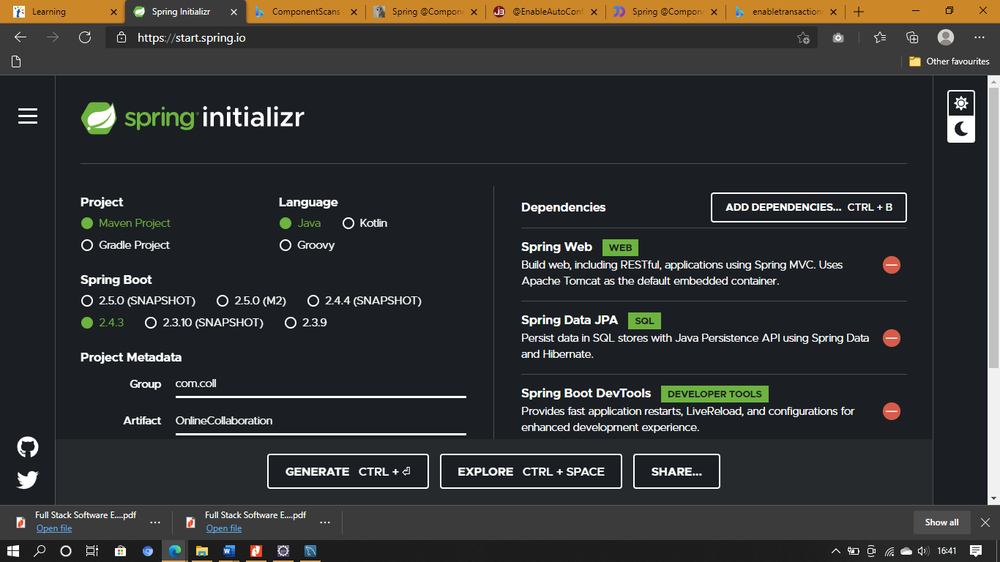 Learning
Spring Initializr
ComponentScans
Spring @Compon
@EnableAutoConf
Spring @Compon
enabletransaction
https://start.spring.io
Other favourites
spring initializr
Project
Language
Maven Project
Java
Kotlin
Gradle Project
Groovy
Spring Boot
2.5.0 (SNAPSHOT)
2.5.0 (M2)
2.4.4 (SNAPSHOT)
2.4.3
2.3.10 (SNAPSHOT)
2.3.9
Project Metadata
Group com.coll
Artifact OnlineCollaboration
Dependencies
ADD DEPENDENCIES... CTRL + B
Spring Web WEB
Build web, including RESTful, applications using Spring MVC. Uses
Apache Tomcat as the default embedded container.
Spring Data JPA SQL
Persist data in SQL stores with Java Persistence API using Spring Data
and Hibernate.
Spring Boot DevTools DEVELOPER TOOLS
Provides fast application restarts, LiveReload, and configurations for
enhanced development experience.
GENERATE CTRL + ⏎
EXPLORE CTRL + SPACE
SHARE...
Full Stack Software E....pdf
Open file
Full Stack Software E....pdf
Open file
Show all
16:41